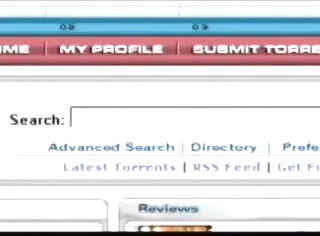 02 03
ME | MY PROFILE | SUBMIT TORRE
Search:
Advanced Search | Directory | Prefe
Latest Torrents | RSS Feed | Get Fi
Reviews